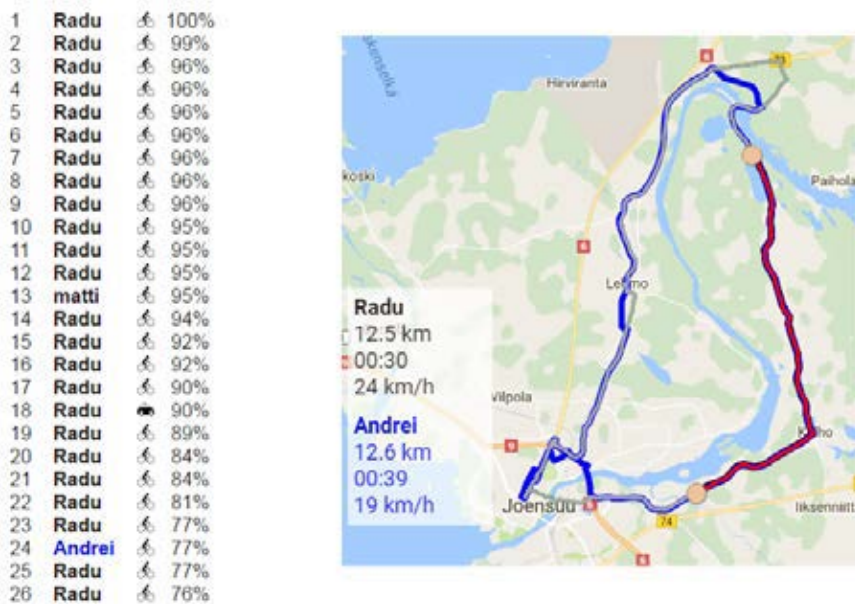 1 Radu 100%
2 Radu 99%
3 Radu 96%
4 Radu 96%
5 Radu 96%
6 Radu 96%
7 Radu 96%
8 Radu 96%
9 Radu 96%
10 Radu 95%
11 Radu 95%
12 Radu 95%
13 matti 95%
14 Radu 94%
15 Radu 92%
16 Radu 92%
17 Radu 90%
18 Radu 90%
19 Radu 89%
20 Radu 84%
21 Radu 84%
22 Radu 81%
23 Radu 77%
24 Andrei 77%
25 Radu 77%
26 Radu 76%
6
Hirviranta
koski
Paihola
6
Radu
12.5 km
00:30
24 km/h
Vilpola
Andrei
12.6 km
00:39
19 km/h
9
Joensuu
6
74
6